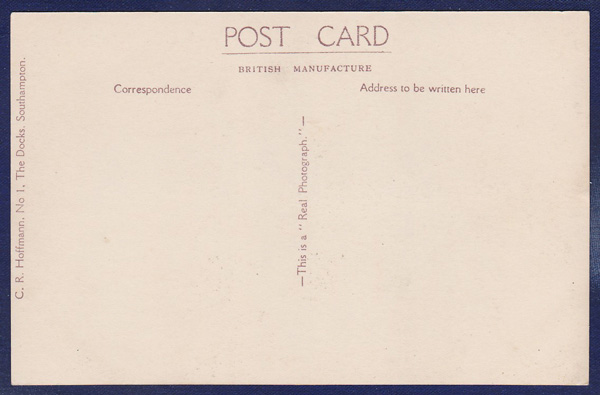 POST CARD
BRITISH MANUFACTURE
Correspondence
Address to be written here
—This is a "Real Photograph."—
C. R. Hoffmann, No 1, The Docks, Southampton.